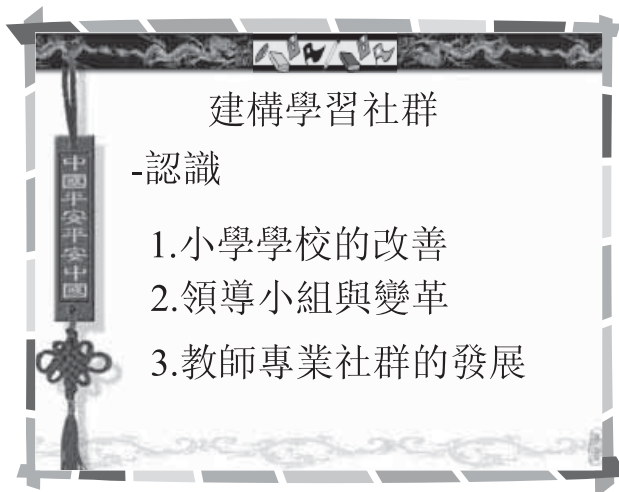 建構學習社群
-認識
1.小學學校的改善
2.領導小組與變革
3.教師專業社群的發展
中國平安平安中國